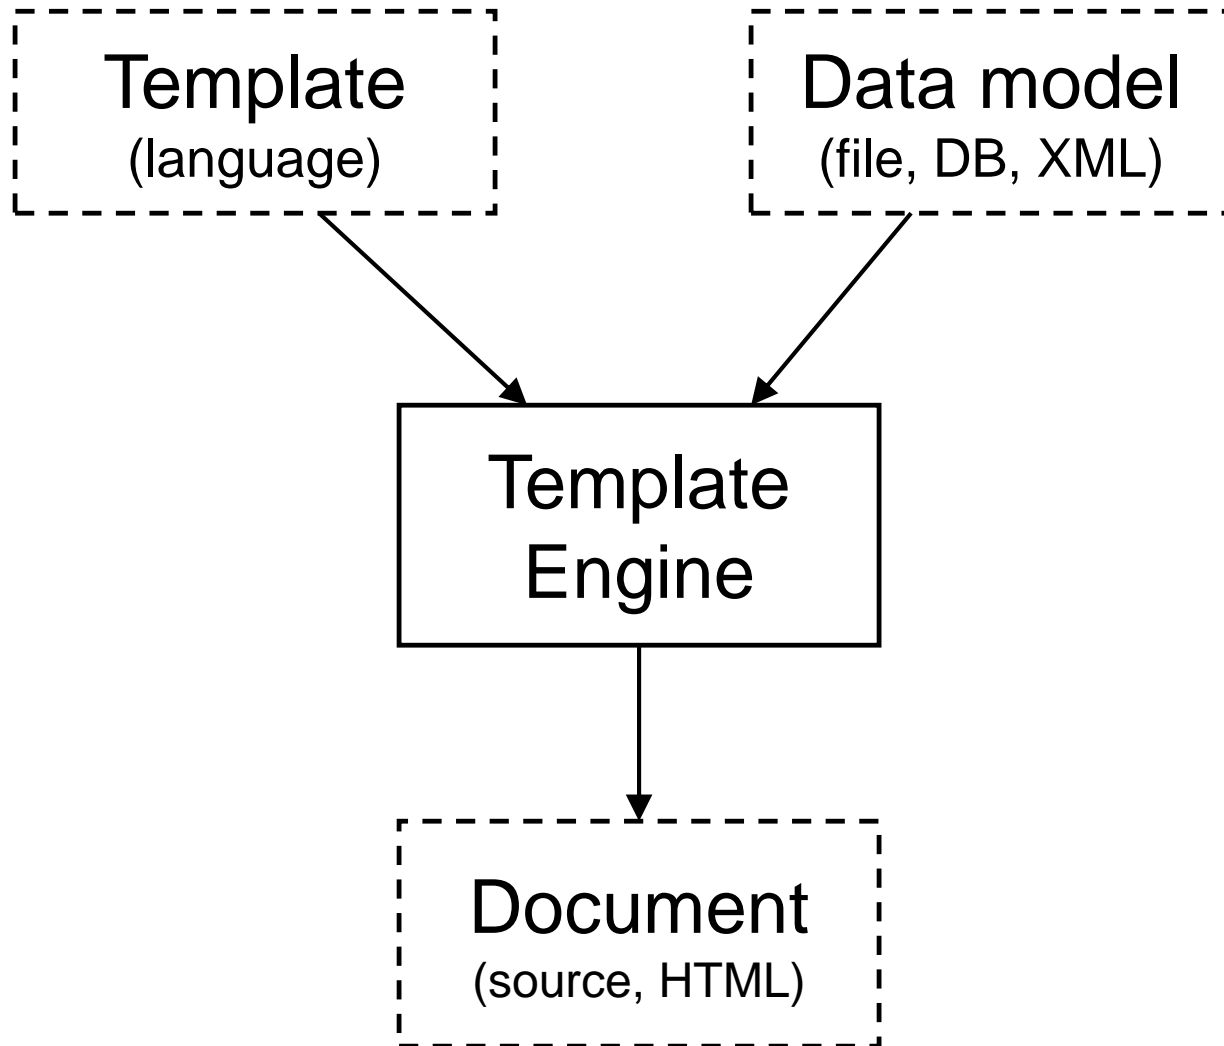 Template
(language)
Data model
(file, DB, XML)
Template
Engine
Document
(source, HTML)